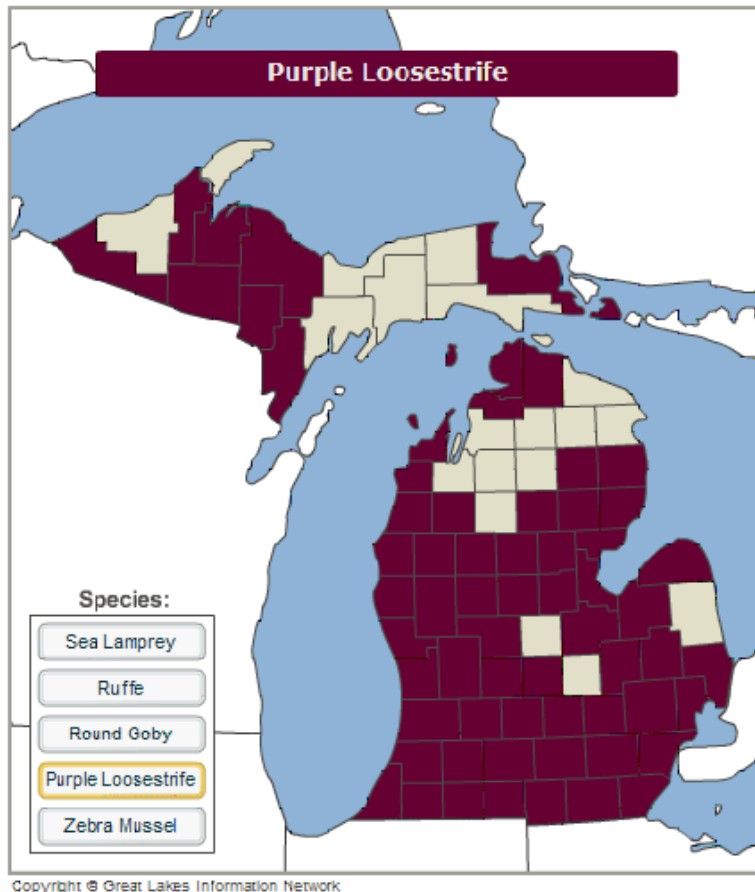 Purple Loosestrife
Species:
Sea Lamprey
Ruffe
Round Goby
Purple Loosestrife
Zebra Mussel
Copyright © Great Lakes Information Network